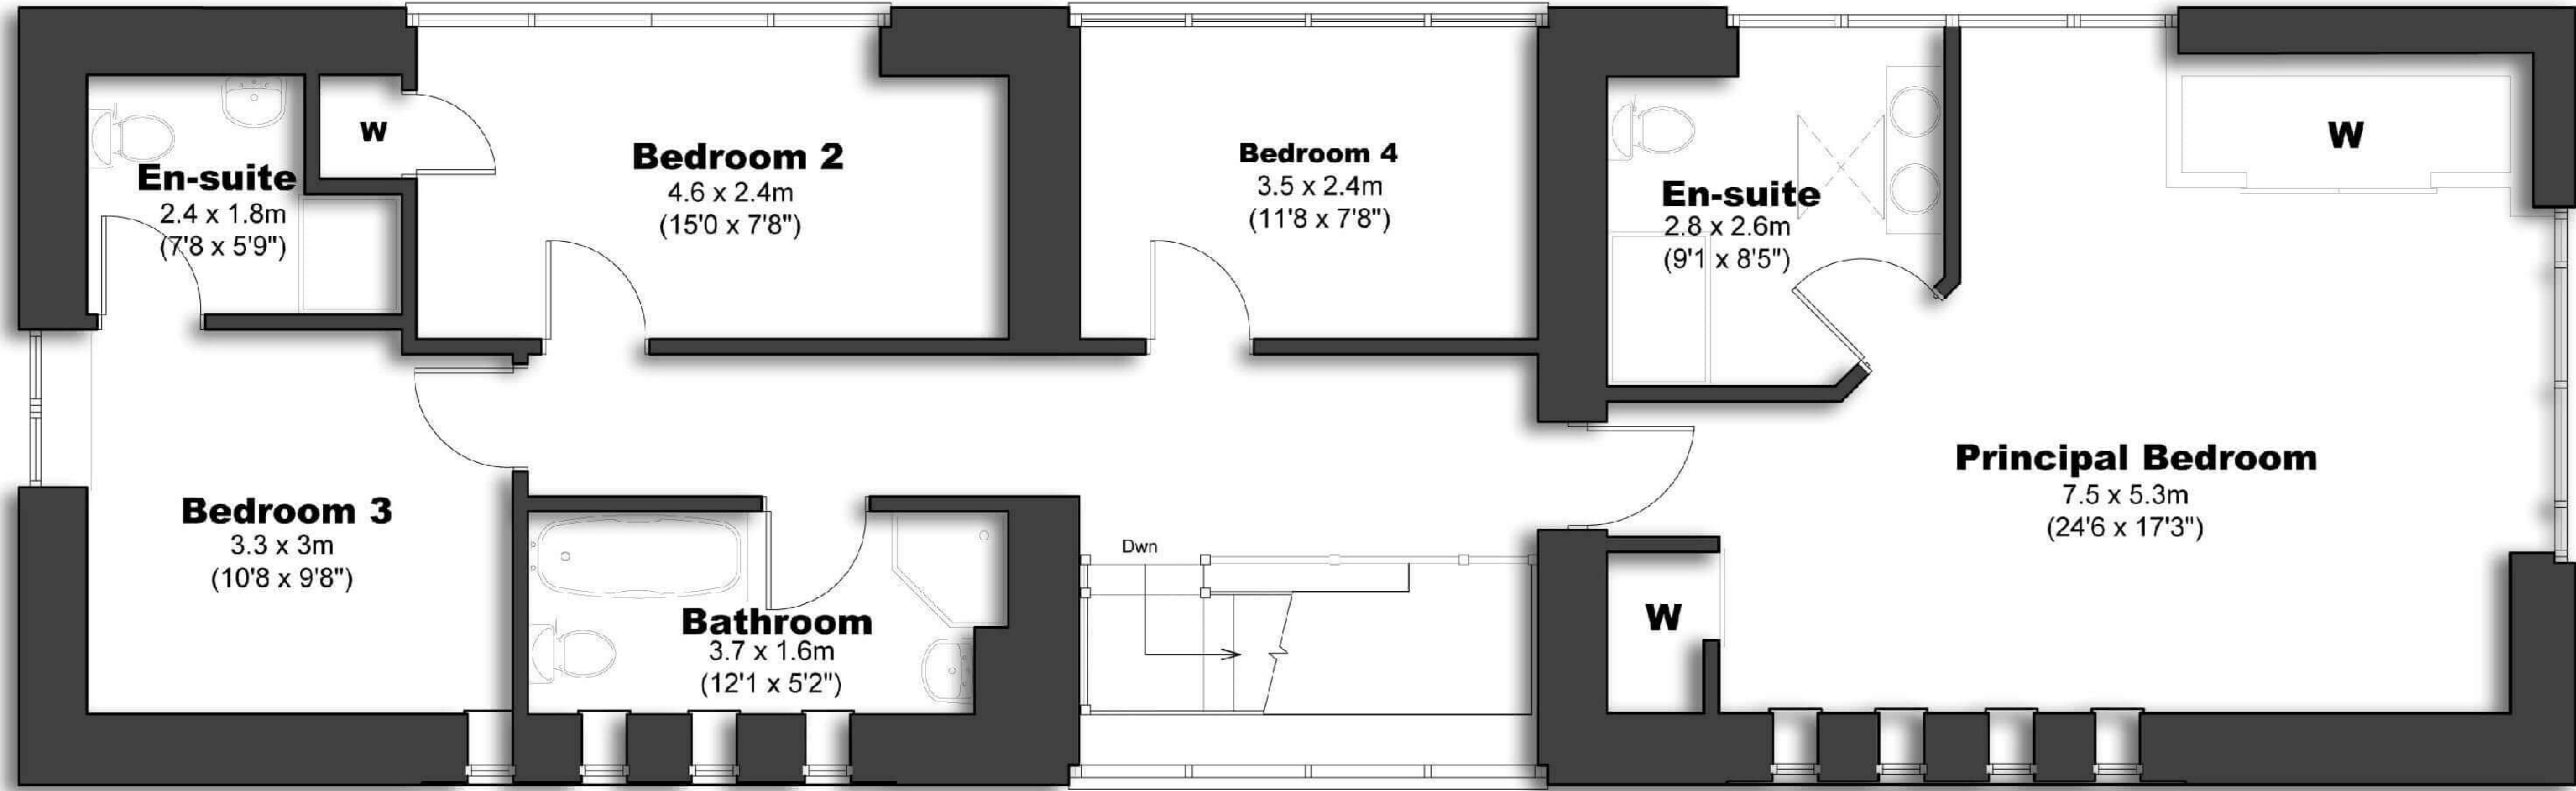 W
Bedroom 2
4.6 x 2.4m
(15'0 x 7'8")
Bedroom 4
3.5 x 2.4m
(11'8 x 7'8")
W
En-suite
2.4 x 1.8m
(7'8 x 5'9")
En-suite
2.8 x 2.6m
(9'1 x 8'5")
Principal Bedroom
7.5 x 5.3m
(24'6 x 17'3")
Bedroom 3
3.3 x 3m
(10'8 x 9'8")
Dwn
Bathroom
3.7 x 1.6m
(12'1 x 5'2")
W